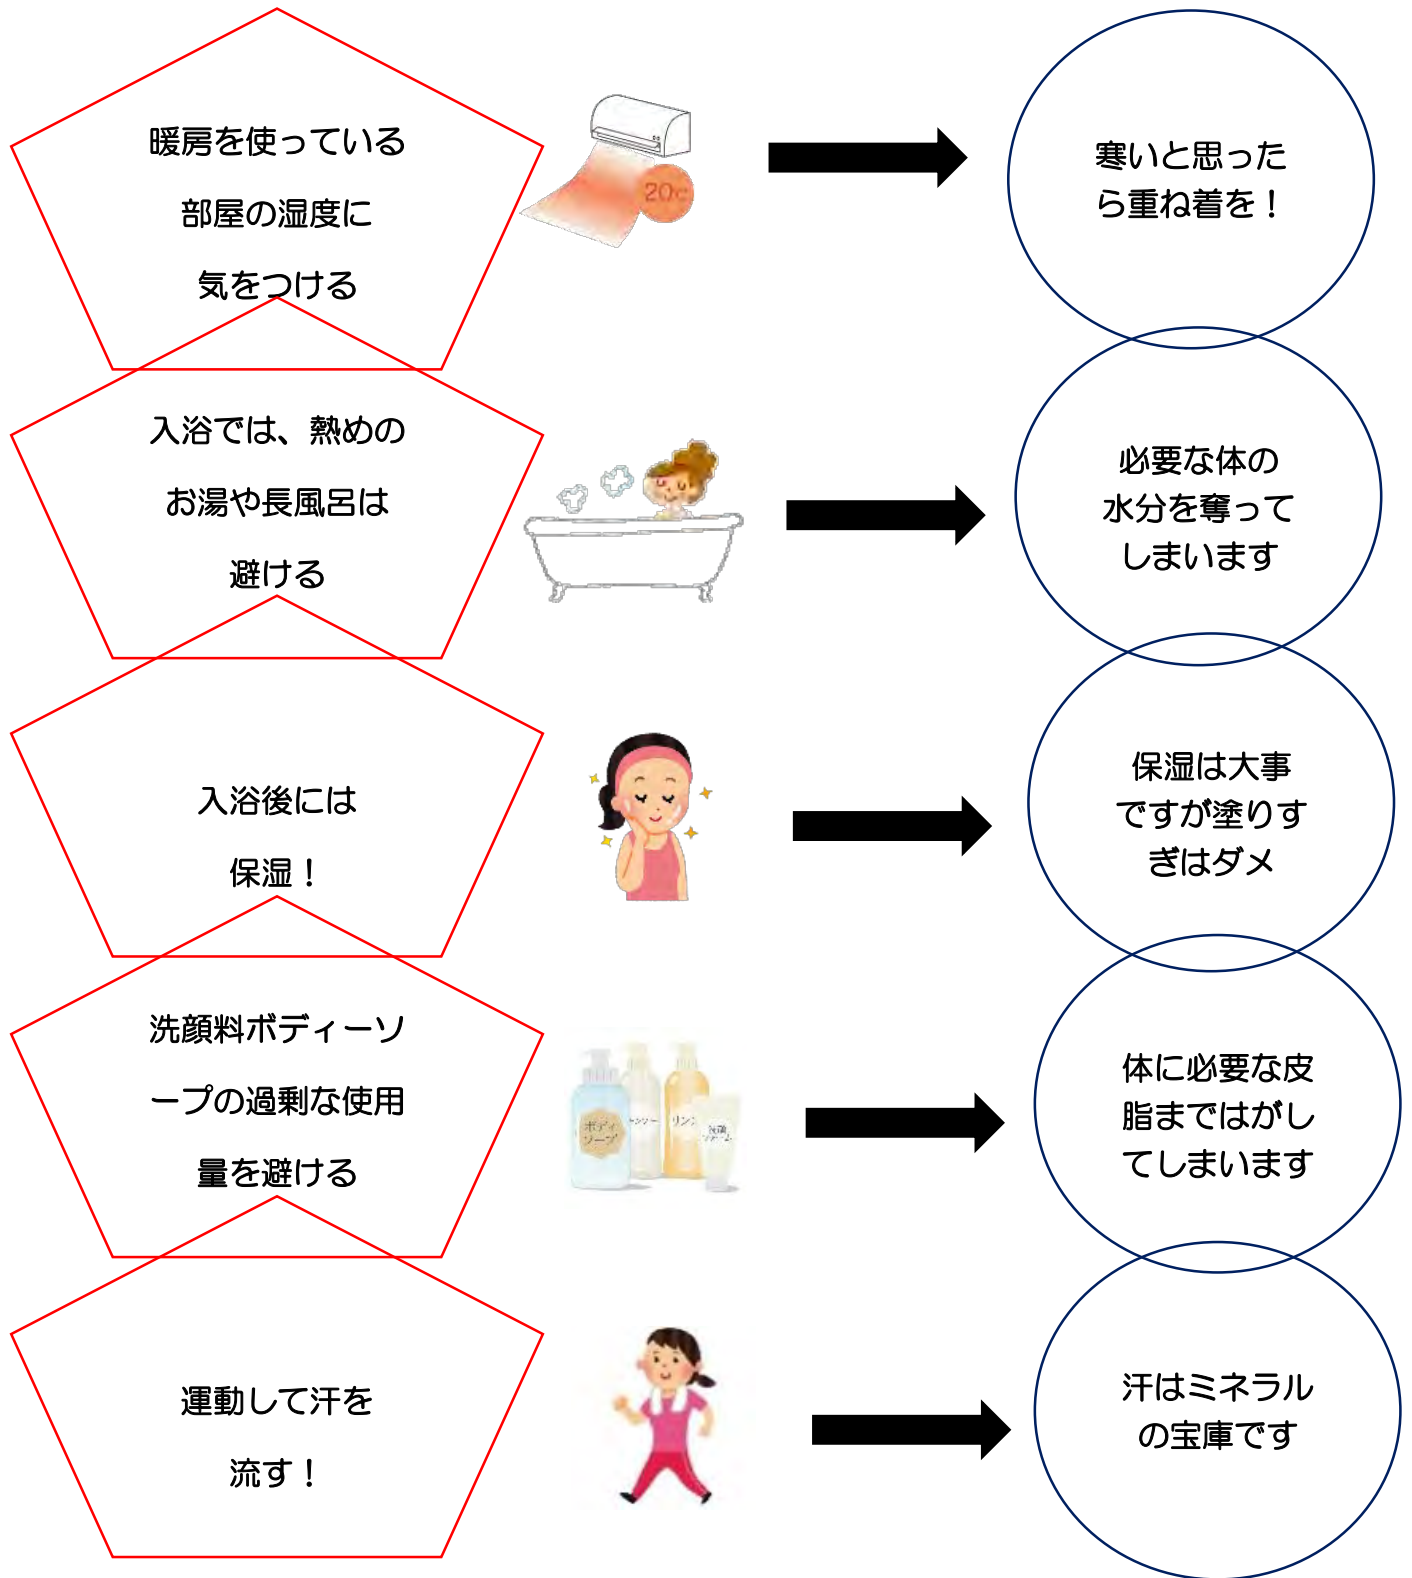 暖房を使っている
部屋の湿度に
気をつける
20℃
寒いと思った
ら重ね着を！
入浴では、熱めの
お湯や長風呂は
避ける
必要な体の
水分を奪って
しまいます
入浴後には
保湿！
保湿は大事
ですが塗りす
ぎはダメ
洗顔料ボディーソ
ープの過剰な使用
量を避ける
ボディ
ソープ
リンス
洗顔
体に必要な皮
脂まではがし
てしまいます
運動して汗を
流す！
汗はミネラル
の宝庫です